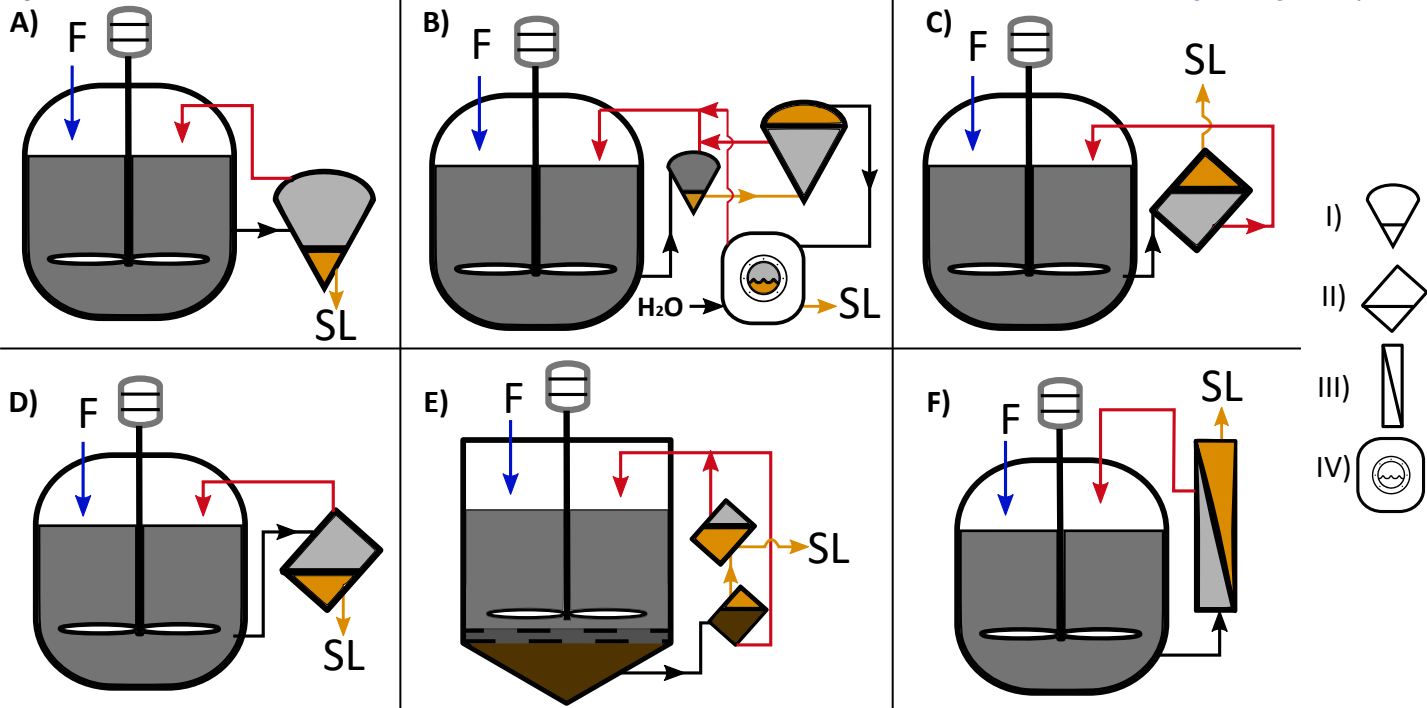 A)
F
SL
B)
F
H₂O
SL
C)
F
SL
D)
F
SL
E)
F
SL
F)
F
SL
I)
II)
III)
IV)